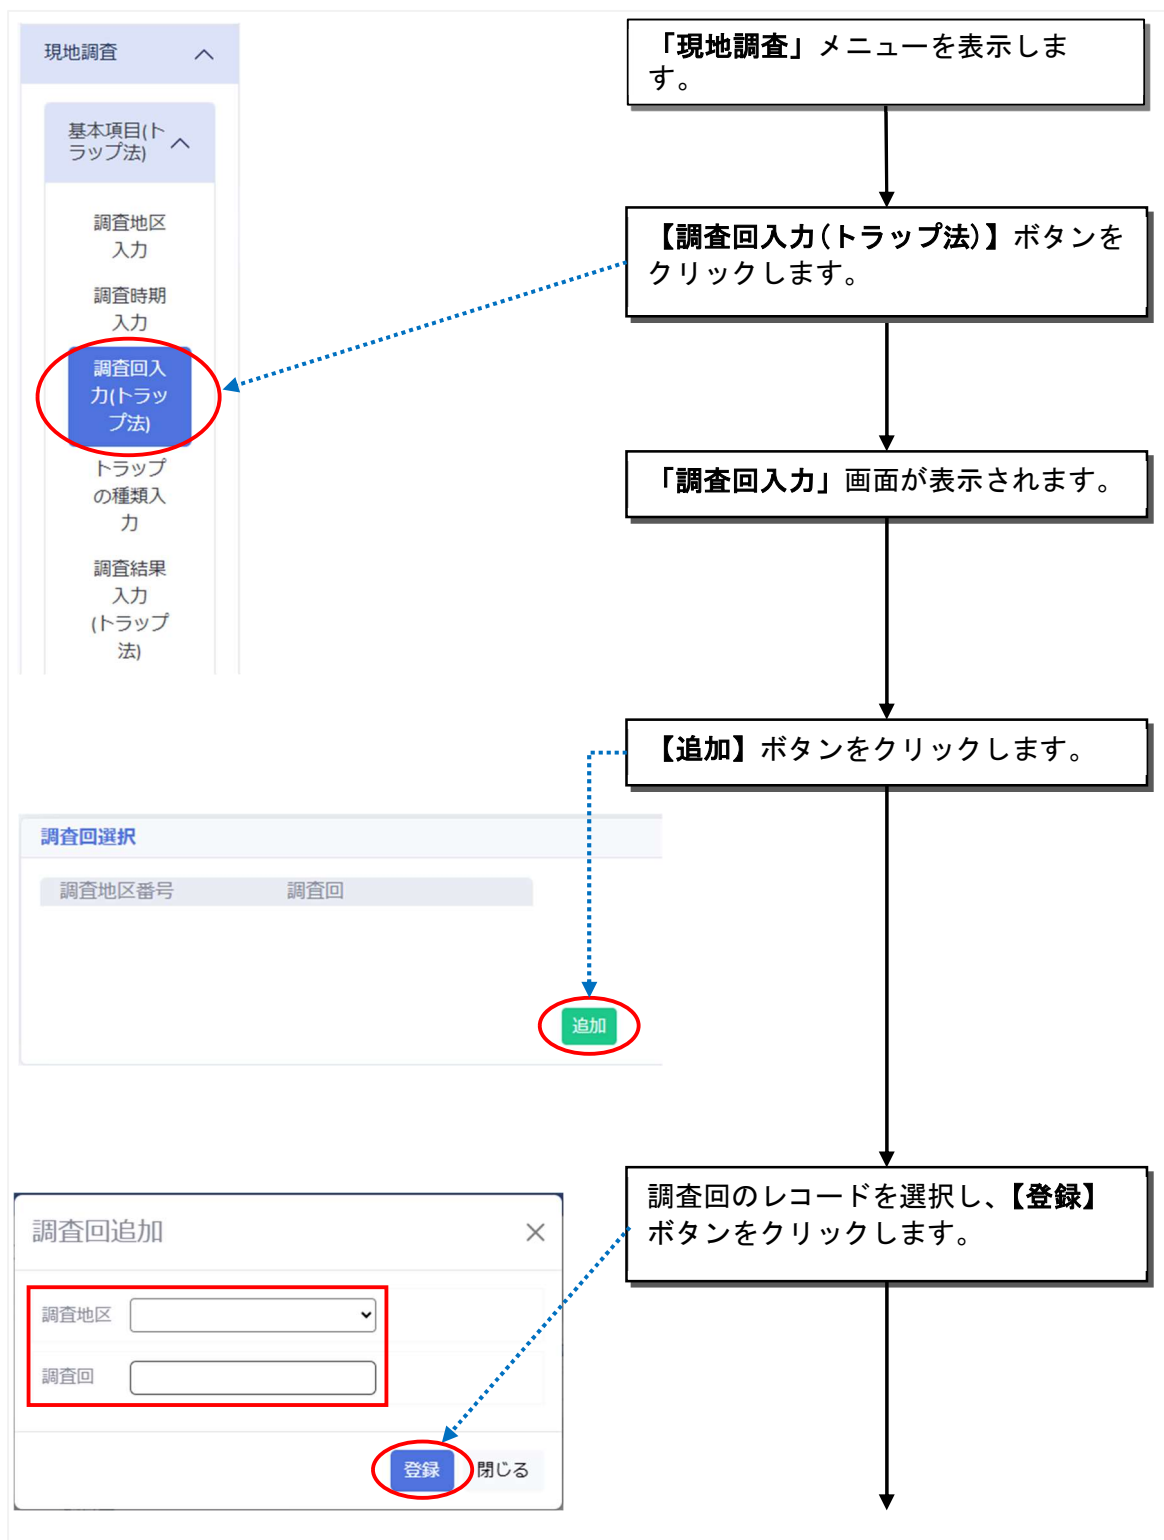 現地調査
基本項目(ト
ラップ法)
調査地区
入力
調査時期
入力
調査回入
力(トラッ
プ法)
トラップ
の種類入
力
調査結果
入力
(トラップ
法)
「現地調査」メニューを表示しま
す。
【調査回入力(トラップ法)】ボタンを
クリックします。
「調査回入力」画面が表示されます。
【追加】ボタンをクリックします。
調査回選択
調査地区番号 調査回
追加
調査回のレコードを選択し、【登録】
ボタンをクリックします。
調査回追加
調査地区
調査回
登録 閉じる